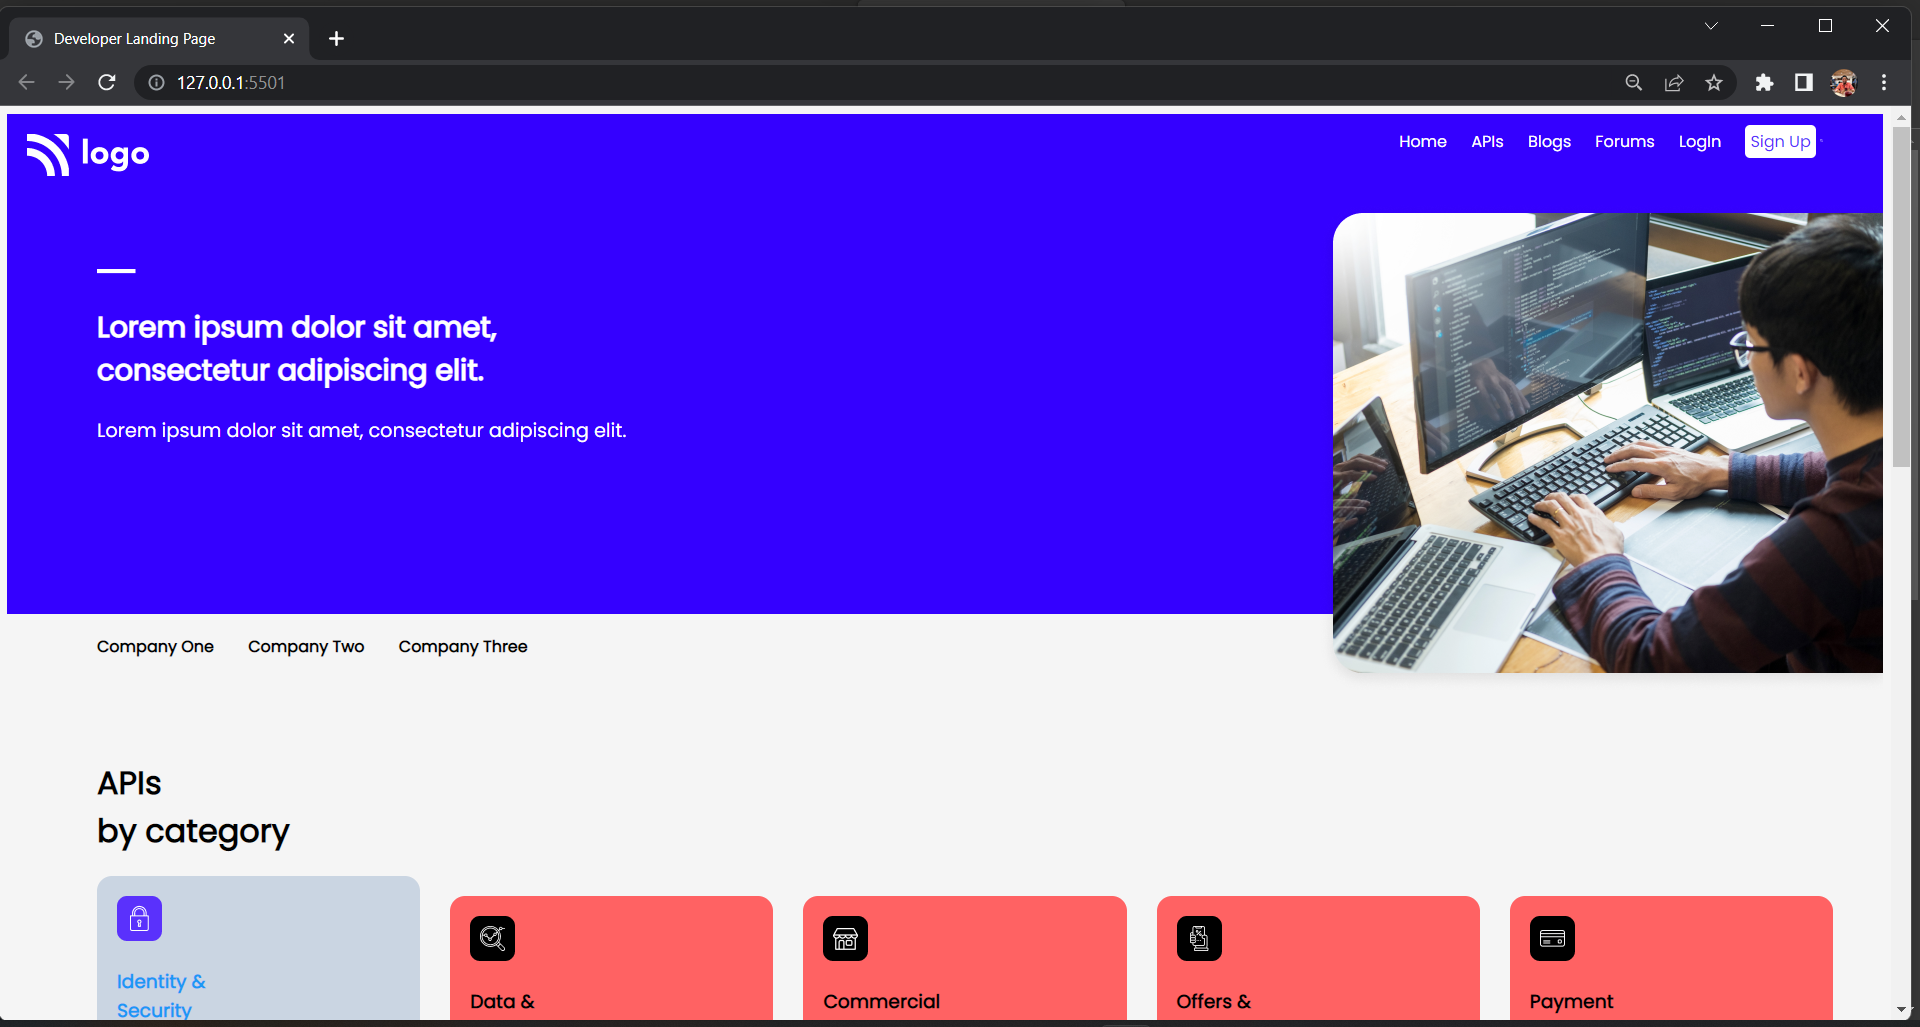 Developer Landing Page
127.0.0.1:5501
logo
Home APIs Blogs Forums LogIn Sign Up
Lorem ipsum dolor sit amet,
consectetur adipiscing elit.
Lorem ipsum dolor sit amet, consectetur adipiscing elit.
Company One Company Two Company Three
APIs
by category
Identity &
Security
Data &
Commercial
Offers &
Payment